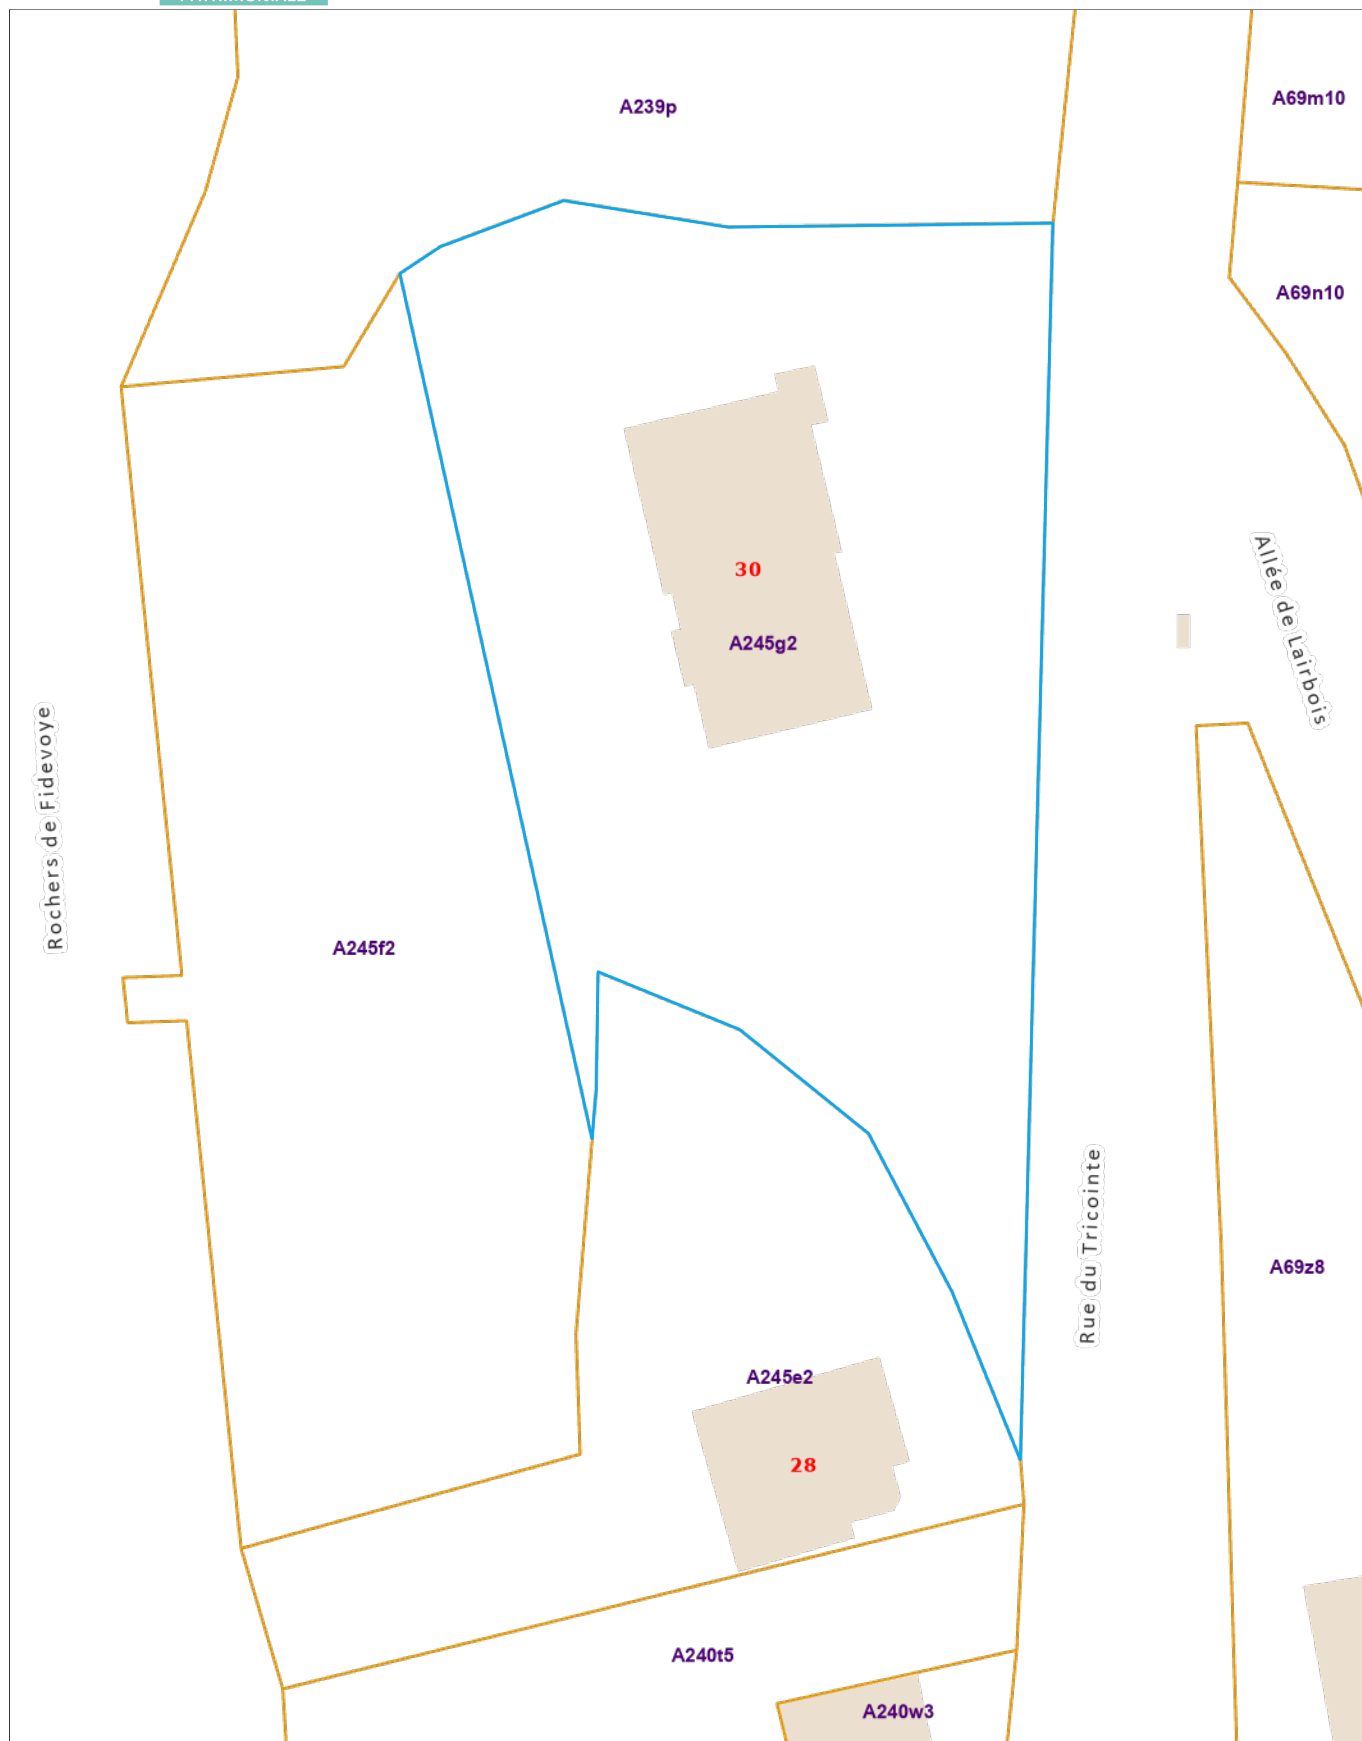 A239p
A69m10
A69n10
30
A245g2
Allée de Lairbois
Rochers de Fidevoye
A245f2
Rue du Tricointe
A69z8
A245e2
28
A240t5
A240w3